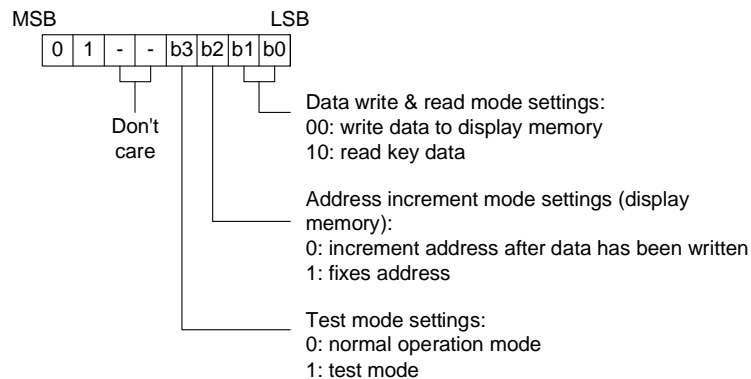 MSB LSB
0 1 - - b3 b2 b1 b0
Don't
care
Data write & read mode settings:
00: write data to display memory
10: read key data
Address increment mode settings (display
memory):
0: increment address after data has been written
1: fixes address
Test mode settings:
0: normal operation mode
1: test mode